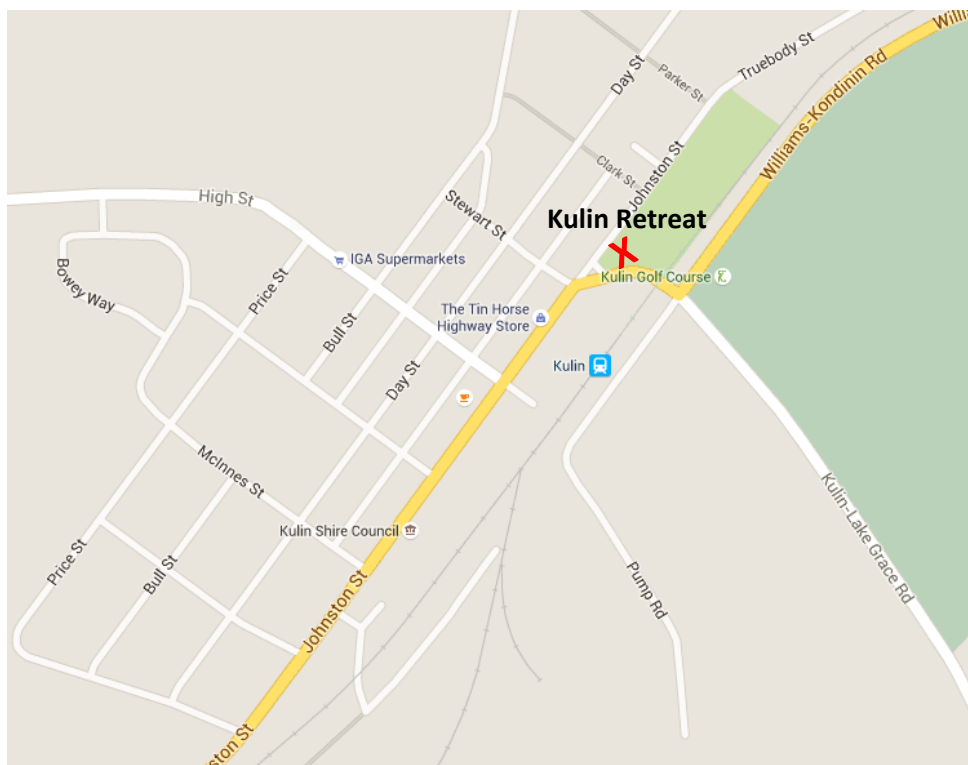 Willi
Truebody St
Williams-Kondinin Rd
Day St
Parker St
Clark St
Johnston St
High St
Stewart St
Kulin Retreat
X
IGA Supermarkets
Kulin Golf Course
Bowey Way
Price St
Bull St
The Tin Horse
Highway Store
Day St
Kulin
McInnes St
Kulin-Lake Grace Rd
Kulin Shire Council
Price St
Bull St
Pump Rd
Johnston St
nston St